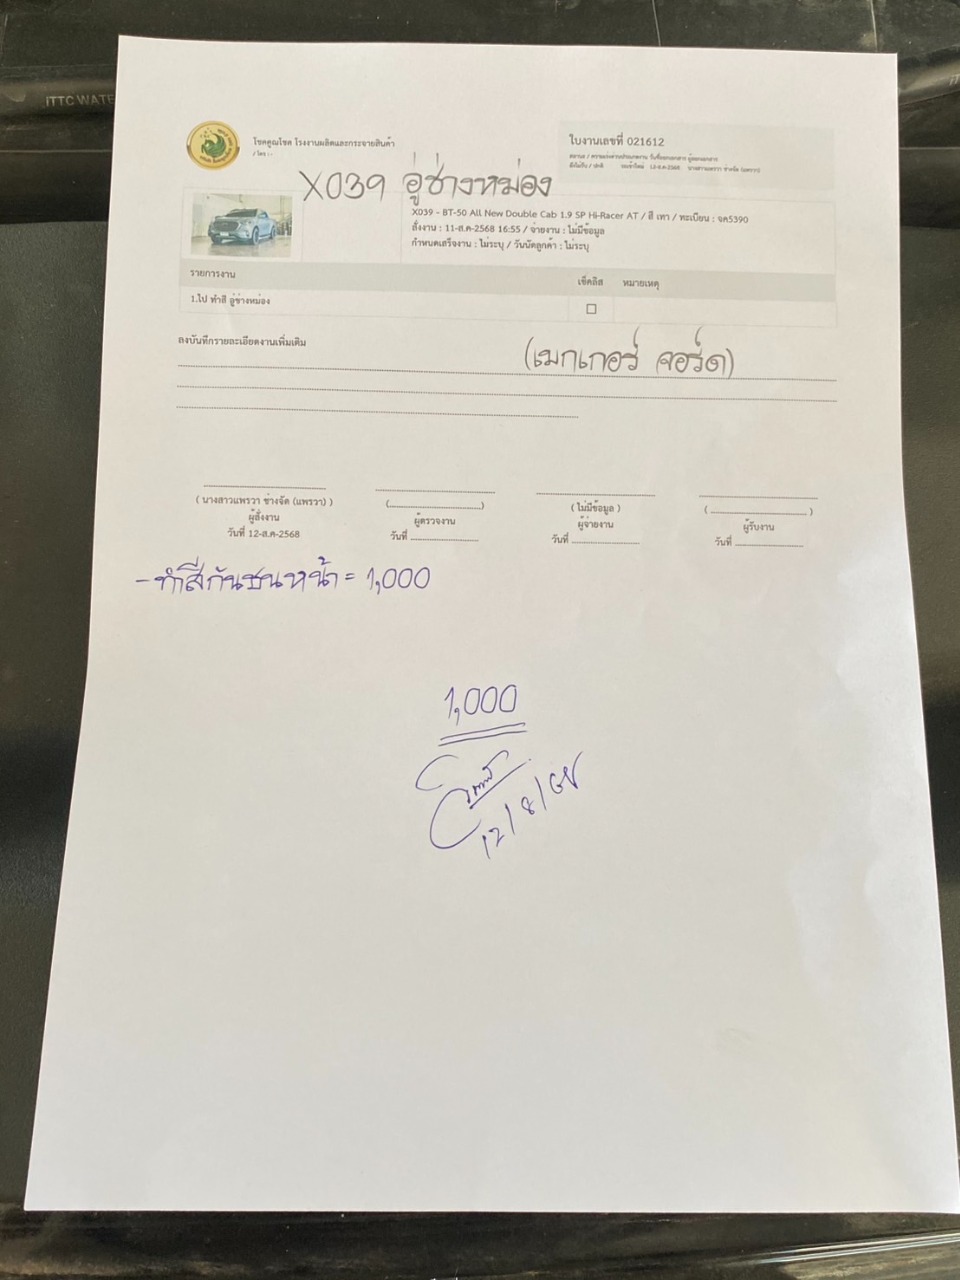 ITTC WATE
โชคคูณโชค โรงงานผลิตและกระจายสินค้า
/ โทร : -
ใบงานเลขที่ 021612
X039 อู่ช่างหม่อง
X039 - BT-50 All New Double Cab 1.9 SP Hi-Racer AT / สี เทา / ทะเบียน : จค5390
สั่งงาน : 11-ส.ค-2568 16:55 / จ่ายงาน : ไม่มีข้อมูล
กำหนดเสร็จงาน : ไม่ระบุ / วันนัดลูกค้า : ไม่ระบุ
รายการงาน เช็คลิส หมายเหตุ
1.ไป ทำสี อู่ช่างหม่อง
ลงบันทึกรายละเอียดงานเพิ่มเติม
(เมกเกอร์ จอร์ด)
( นางสาวแพรวา ช่างจัด (แพรวา) ) (........................) ( ไม่มีข้อมูล ) (........................)
ผู้สั่งงาน ผู้ตรวจงาน ผู้จ่ายงาน ผู้รับงาน
วันที่ 12-ส.ค-2568 วันที่ ................ วันที่ ................ วันที่ ................
- ทำสีกันชนหน้า = 1,000
1,000
12/8/68